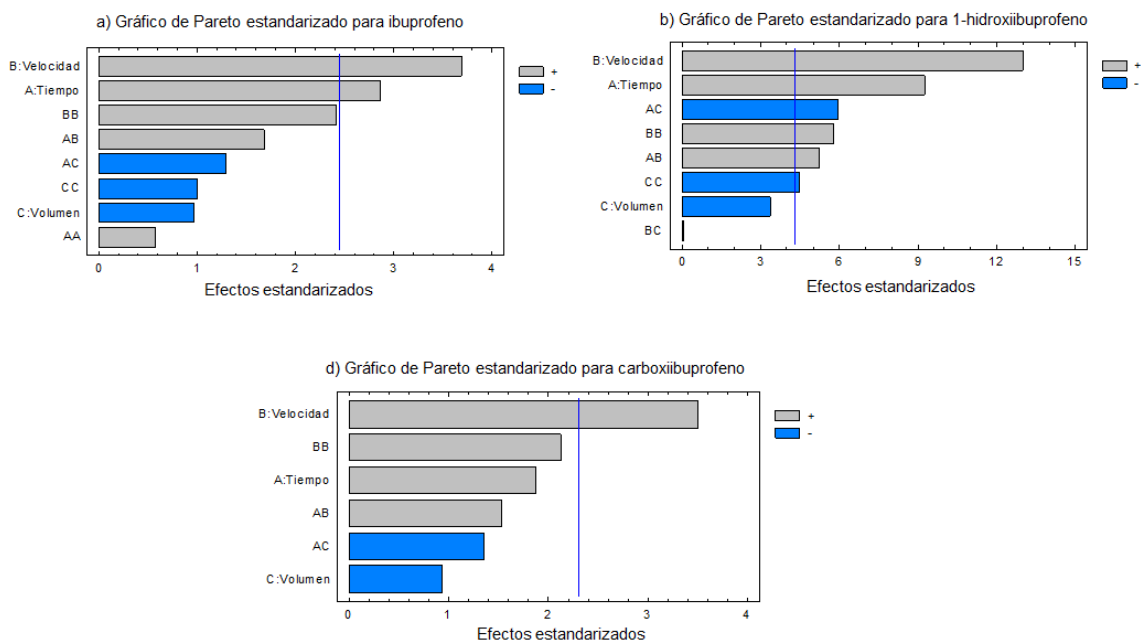 a) Gráfico de Pareto estandarizado para ibuprofeno
B:Velocidad
A:Tiempo
BB
AB
AC
CC
C:Volumen
AA
0 1 2 3 4
Efectos estandarizados
+
-
b) Gráfico de Pareto estandarizado para 1-hidroxiibuprofeno
B:Velocidad
A:Tiempo
AC
BB
AB
CC
C:Volumen
BC
0 3 6 9 12 15
Efectos estandarizados
+
-
d) Gráfico de Pareto estandarizado para carboxiibuprofeno
B:Velocidad
BB
A:Tiempo
AB
AC
C:Volumen
0 1 2 3 4
Efectos estandarizados
+
-